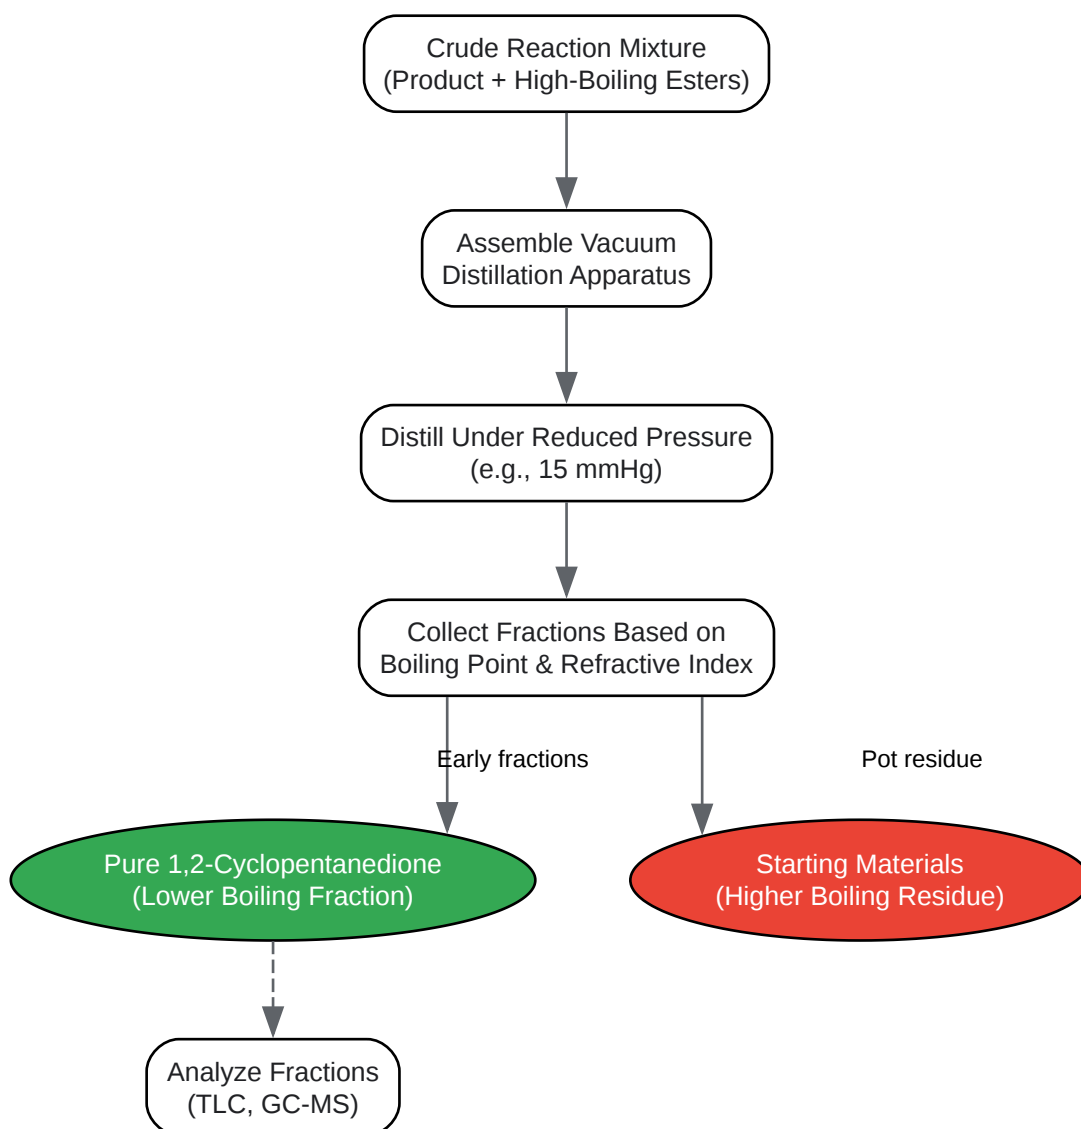 Crude Reaction Mixture
(Product + High-Boiling Esters)
Assemble Vacuum
Distillation Apparatus
Distill Under Reduced Pressure
(e.g., 15 mmHg)
Collect Fractions Based on
Boiling Point & Refractive Index
Early fractions
Pot residue
Pure 1,2-Cyclopentanedione
(Lower Boiling Fraction)
Starting Materials
(Higher Boiling Residue)
Analyze Fractions
(TLC, GC-MS)